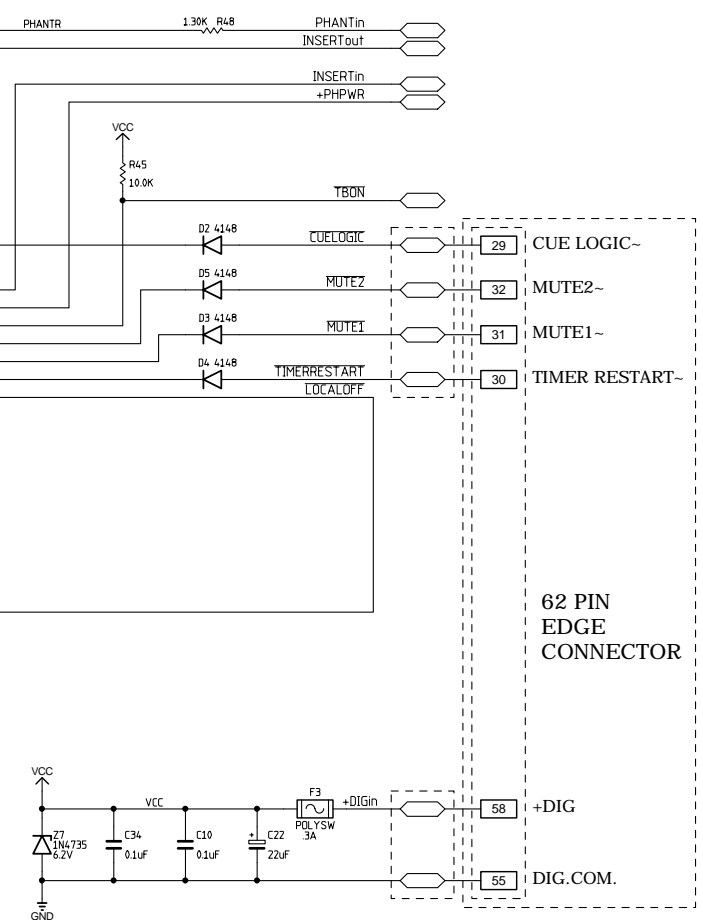 PHANTR 1.30K R48 PHANTin
INSERTout
INSERTin
+PHPWR
VCC
R45
10.0K
TBON
D2 4148 CUELOGIC 29 CUE LOGIC~
D5 4148 MUTE2 32 MUTE2~
D3 4148 MUTE1 31 MUTE1~
D4 4148 TIMERRESTART 30 TIMER RESTART~
LOCALOFF
62 PIN
EDGE
CONNECTOR
VCC
VCC F3 +DIGin 58 +DIG
POLYSW
.3A
Z7
1N4735
6.2V
C34
0.1uF
C10
0.1uF
+ C22
22uF
55 DIG.COM.
GND